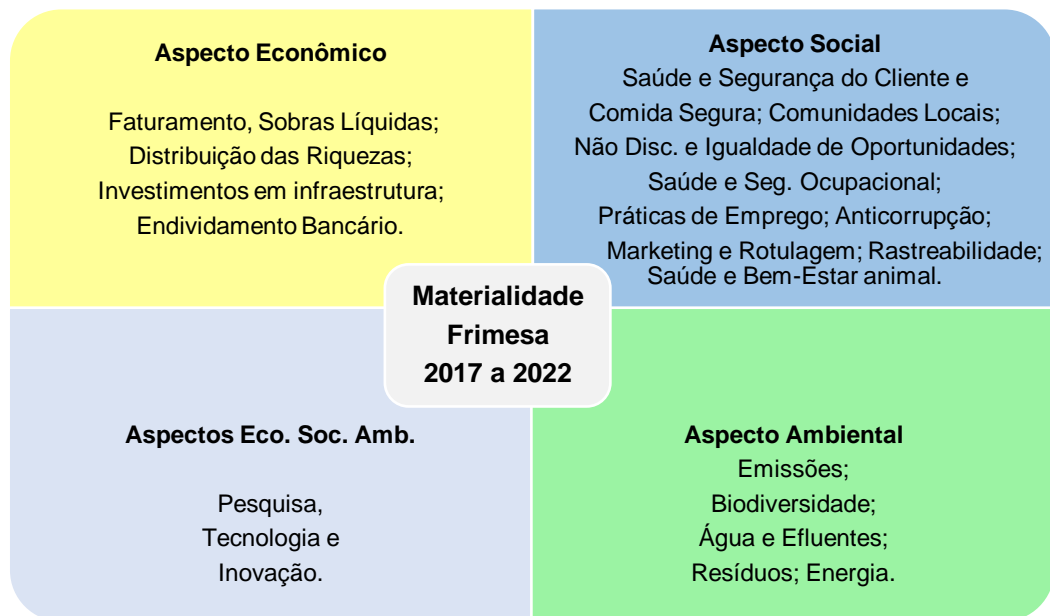 Aspecto Econômico
Faturamento, Sobras Líquidas;
Distribuição das Riquezas;
Investimentos em infraestrutura;
Endividamento Bancário.
Aspecto Social
Saúde e Segurança do Cliente e
Comida Segura; Comunidades Locais;
Não Disc. e Igualdade de Oportunidades;
Saúde e Seg. Ocupacional;
Práticas de Emprego; Anticorrupção;
Marketing e Rotulagem; Rastreabilidade;
Saúde e Bem-Estar animal.
Materialidade
Frimesa
2017 a 2022
Aspectos Eco. Soc. Amb.
Pesquisa,
Tecnologia e
Inovação.
Aspecto Ambiental
Emissões;
Biodiversidade;
Água e Efluentes;
Resíduos; Energia.